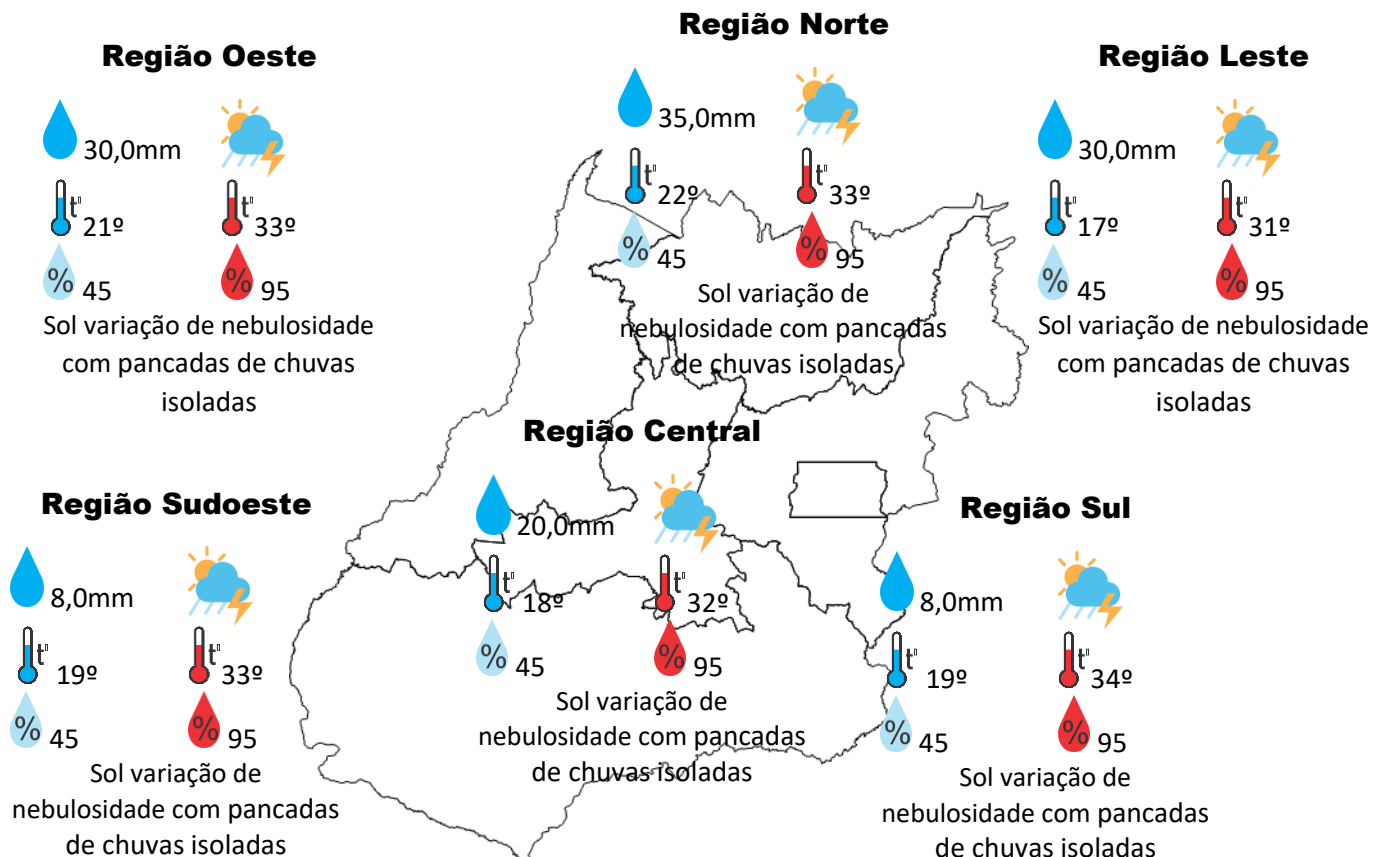 Região Oeste
30,0mm
t°
21º
33º
% 45
% 95
Sol variação de nebulosidade
com pancadas de chuvas
isoladas
Região Norte
35,0mm
t°
22º
33º
% 45
% 95
Sol variação de
nebulosidade com pancadas
de chuvas isoladas
Região Leste
30,0mm
t°
17º
31º
% 45
% 95
Sol variação de nebulosidade
com pancadas de chuvas
isoladas
Região Sudoeste
8,0mm
t°
19º
33º
% 45
% 95
Sol variação de
nebulosidade com pancadas
de chuvas isoladas
Região Central
20,0mm
t°
18º
32º
% 45
% 95
Sol variação de
nebulosidade com pancadas
de chuvas isoladas
Região Sul
8,0mm
t°
19º
34º
% 45
% 95
Sol variação de
nebulosidade com pancadas
de chuvas isoladas